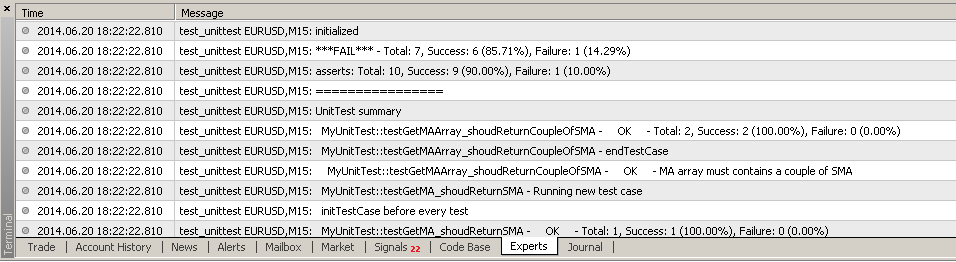 Time Message
2014.06.20 18:22:22.810 test_unittest EURUSD,M15: initialized
2014.06.20 18:22:22.810 test_unittest EURUSD,M15: ***FAIL*** - Total: 7, Success: 6 (85.71%), Failure: 1 (14.29%)
2014.06.20 18:22:22.810 test_unittest EURUSD,M15: asserts: Total: 10, Success: 9 (90.00%), Failure: 1 (10.00%)
2014.06.20 18:22:22.810 test_unittest EURUSD,M15: ================
2014.06.20 18:22:22.810 test_unittest EURUSD,M15: UnitTest summary
2014.06.20 18:22:22.810 test_unittest EURUSD,M15: MyUnitTest::testGetMAArray_shoudReturnCoupleOfSMA - OK - Total: 2, Success: 2 (100.00%), Failure: 0 (0.00%)
2014.06.20 18:22:22.810 test_unittest EURUSD,M15: MyUnitTest::testGetMAArray_shoudReturnCoupleOfSMA - endTestCase
2014.06.20 18:22:22.810 test_unittest EURUSD,M15: MyUnitTest::testGetMAArray_shoudReturnCoupleOfSMA - OK - MA array must contains a couple of SMA
2014.06.20 18:22:22.810 test_unittest EURUSD,M15: MyUnitTest::testGetMA_shoudReturnSMA - Running new test case
2014.06.20 18:22:22.810 test_unittest EURUSD,M15: initTestCase before every test
2014.06.20 18:22:22.810 test_unittest EURUSD,M15: MyUnitTest::testGetMA_shoudReturnSMA - OK - Total: 1, Success: 1 (100.00%), Failure: 0 (0.00%)
Terminal
Trade | Account History | News | Alerts | Mailbox | Market | Signals 22 | Code Base | Experts | Journal |